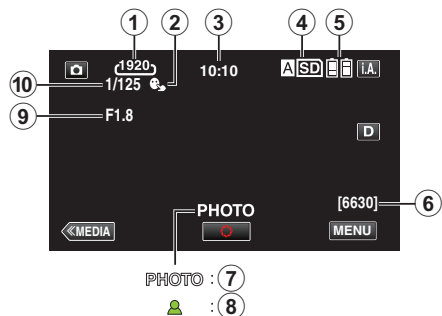 1 2 3 4 5
1920 10:10 A SD i.A.
10 1/125
9 F1.8
D
[6630] 6
PHOTO
≪MEDIA MENU
PHOTO : 7
: 8